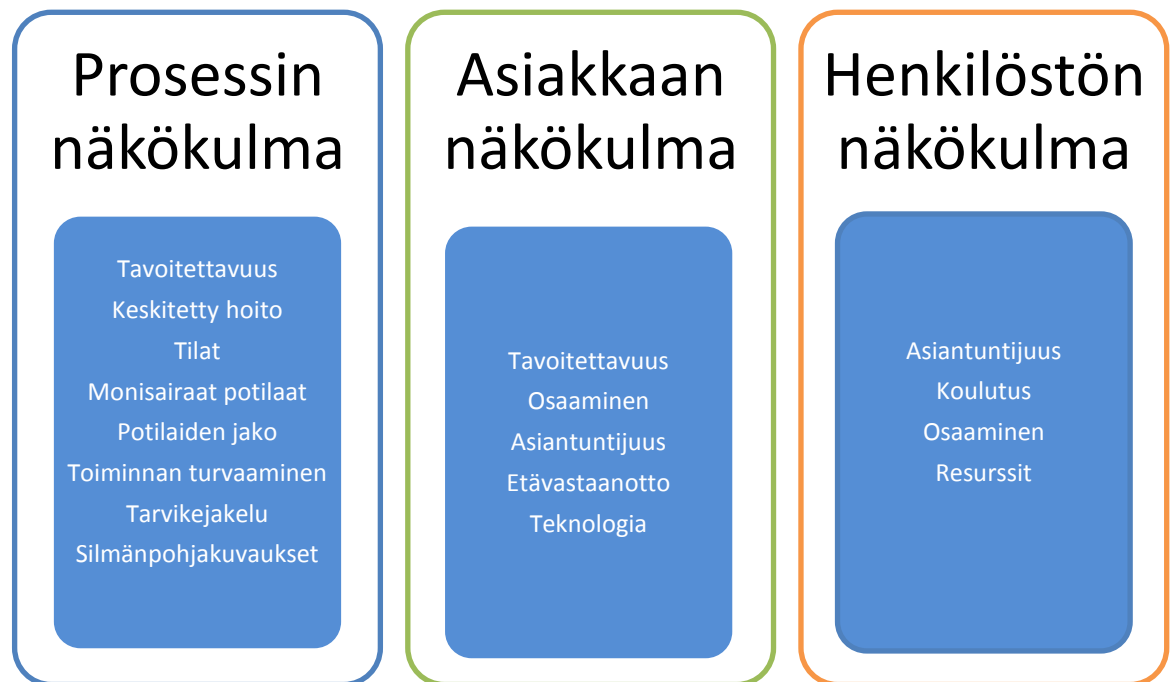 Prosessin
näkökulma
Tavoitettavuus
Keskitetty hoito
Tilat
Monisairaat potilaat
Potilaiden jako
Toiminnan turvaaminen
Tarvikejakelu
Silmänpohjakuvaukset
Asiakkaan
näkökulma
Tavoitettavuus
Osaaminen
Asiantuntijuus
Etävastaanotto
Teknologia
Henkilöstön
näkökulma
Asiantuntijuus
Koulutus
Osaaminen
Resurssit